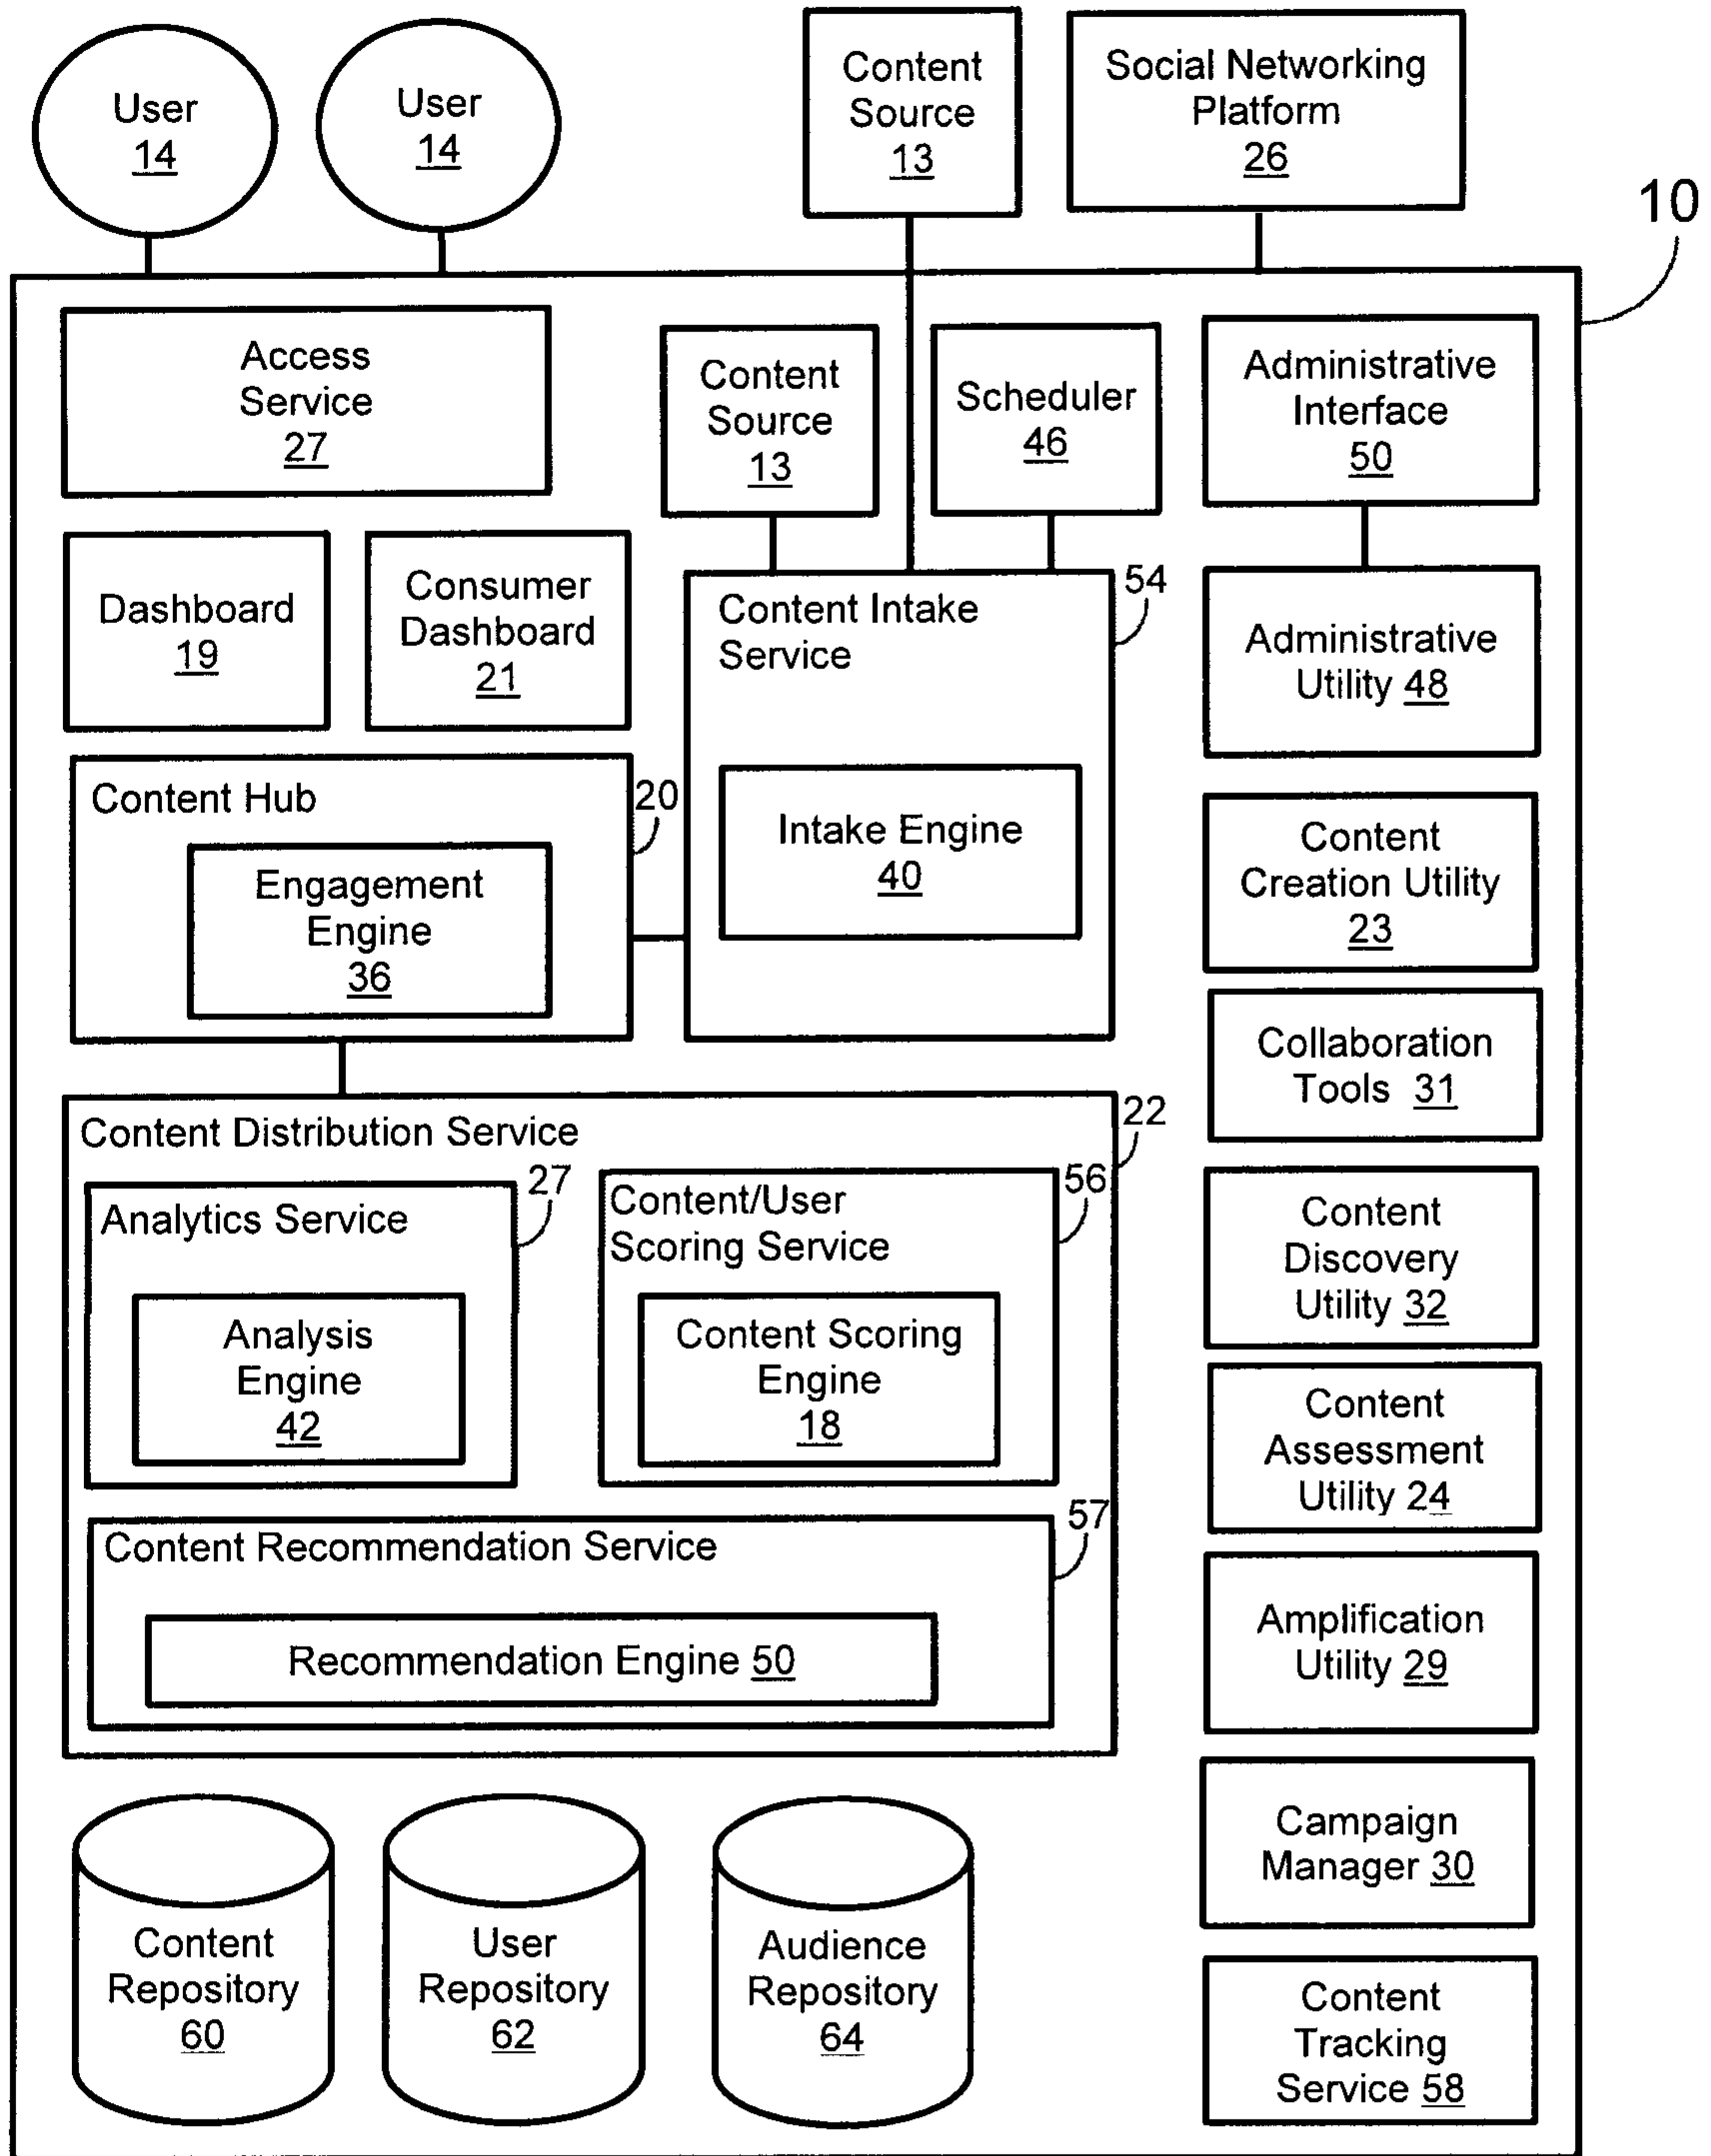 User
14
User
14
Content
Source
13
Social Networking
Platform
26
10
Access
Service
27
Content
Source
13
Scheduler
46
Administrative
Interface
50
Dashboard
19
Consumer
Dashboard
21
Content Intake
Service
54
Intake Engine
40
Administrative
Utility 48
Content Hub
20
Engagement
Engine
36
Content
Creation Utility
23
Collaboration
Tools 31
Content Distribution Service
22
Analytics Service
27
Analysis
Engine
42
Content/User
Scoring Service
56
Content Scoring
Engine
18
Content
Discovery
Utility 32
Content
Assessment
Utility 24
Content Recommendation Service
57
Recommendation Engine 50
Amplification
Utility 29
Campaign
Manager 30
Content
Repository
60
User
Repository
62
Audience
Repository
64
Content
Tracking
Service 58